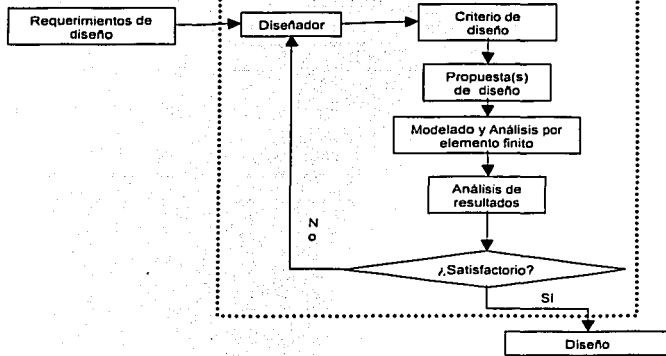 Requerimientos de
diseño
Diseñador
Criterio de
diseño
Propuesta(s)
de diseño
Modelado y Análisis por
elemento finito
Análisis de
resultados
N
o
¿Satisfactorio?
SI
Diseño